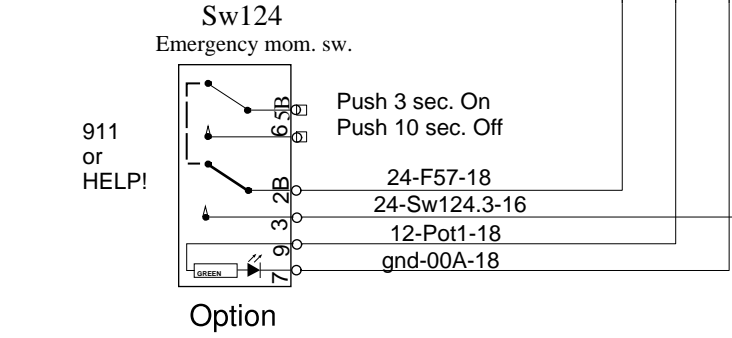 Sw124
Emergency mom. sw.
911
or
HELP!
5B
6
2B
3
9
7
Push 3 sec. On
Push 10 sec. Off
24-F57-18
24-Sw124.3-16
12-Pot1-18
gnd-00A-18
GREEN
Option